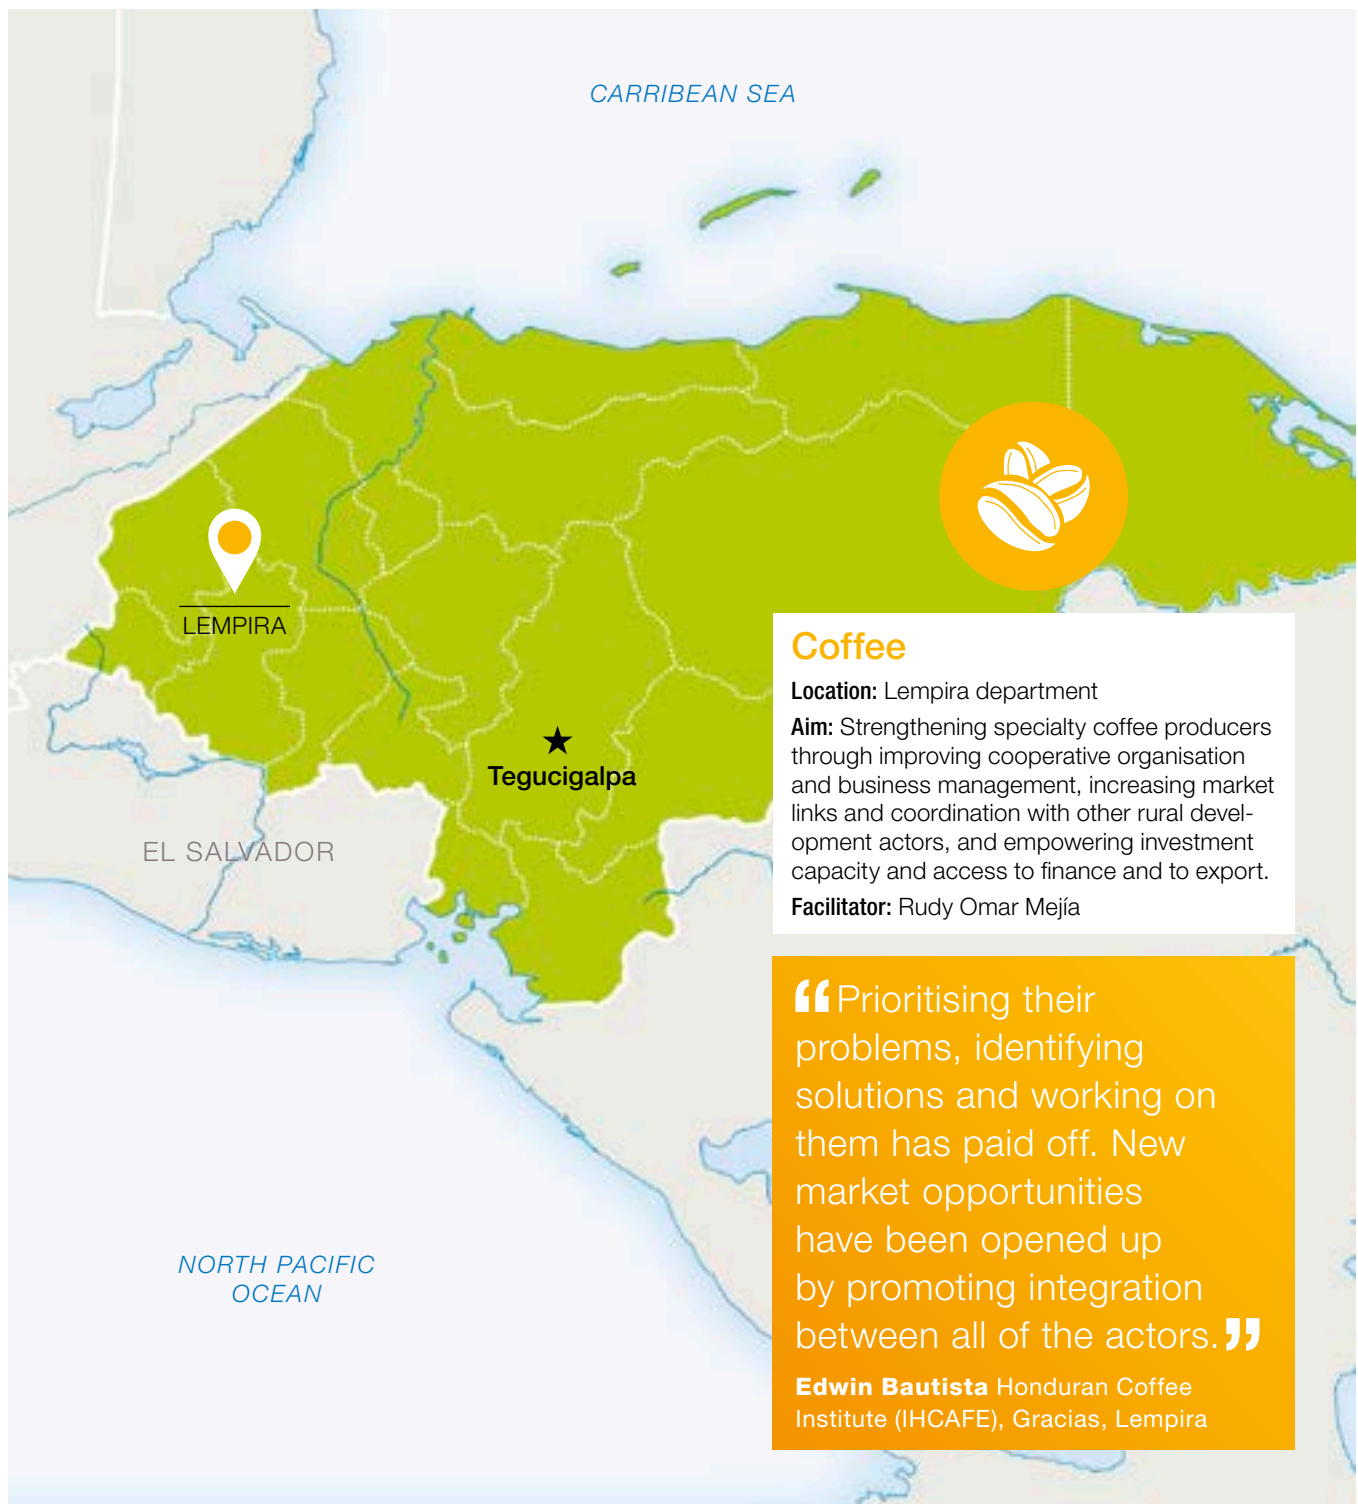 CARRIBEAN SEA
LEMPIRA
Tegucigalpa
EL SALVADOR
Coffee
Location: Lempira department
Aim: Strengthening specialty coffee producers
through improving cooperative organisation
and business management, increasing market
links and coordination with other rural devel-
opment actors, and empowering investment
capacity and access to finance and to export.
Facilitator: Rudy Omar Mejía
“Prioritising their
problems, identifying
solutions and working on
them has paid off. New
market opportunities
have been opened up
by promoting integration
between all of the actors.”
Edwin Bautista Honduran Coffee
Institute (IHCAFE), Gracias, Lempira
NORTH PACIFIC
OCEAN